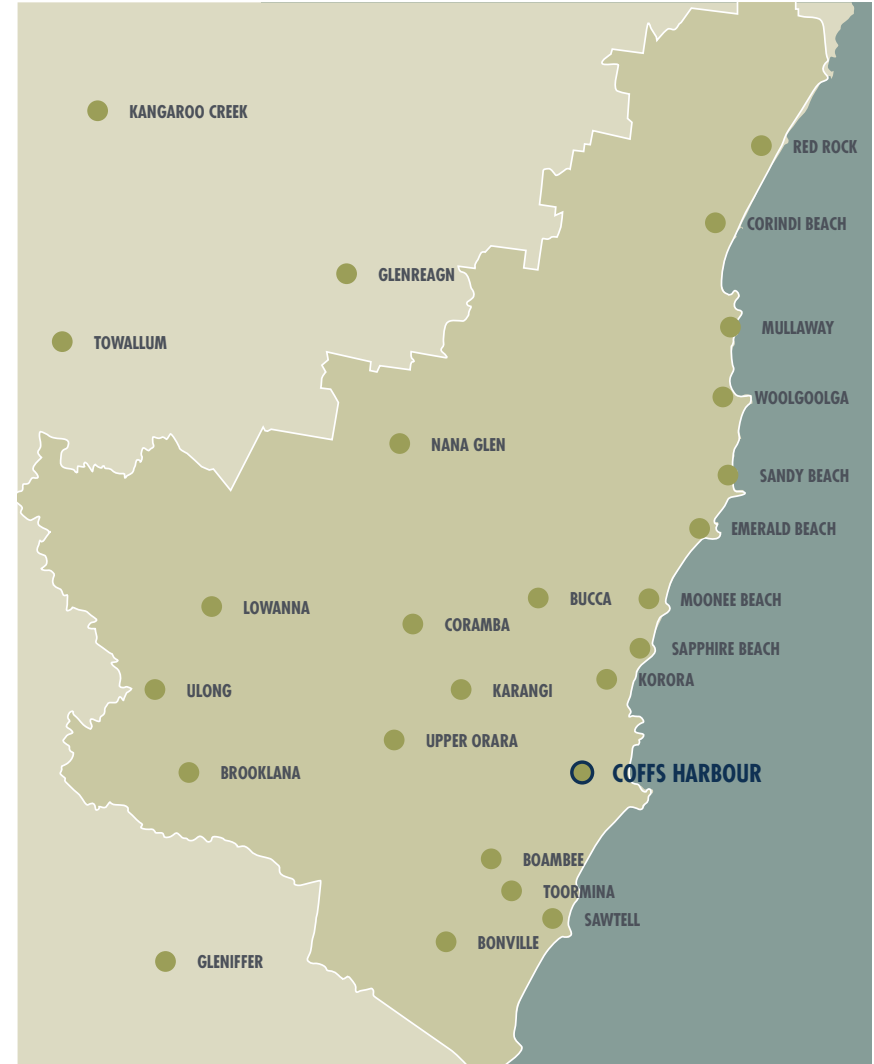 KANGAROO CREEK
RED ROCK
CORINDI BEACH
GLENREAGN
MULLAWAY
TOWALLUM
WOOLGOOLGA
NANA GLEN
SANDY BEACH
EMERALD BEACH
BUCCA
MOONEE BEACH
LOWANNA
CORAMBA
SAPPHIRE BEACH
KORORA
ULONG
KARANGI
UPPER ORARA
BROOKLANA
COFFS HARBOUR
BOAMBEE
TOORMINA
SAWTELL
BONVILLE
GLENIFFER